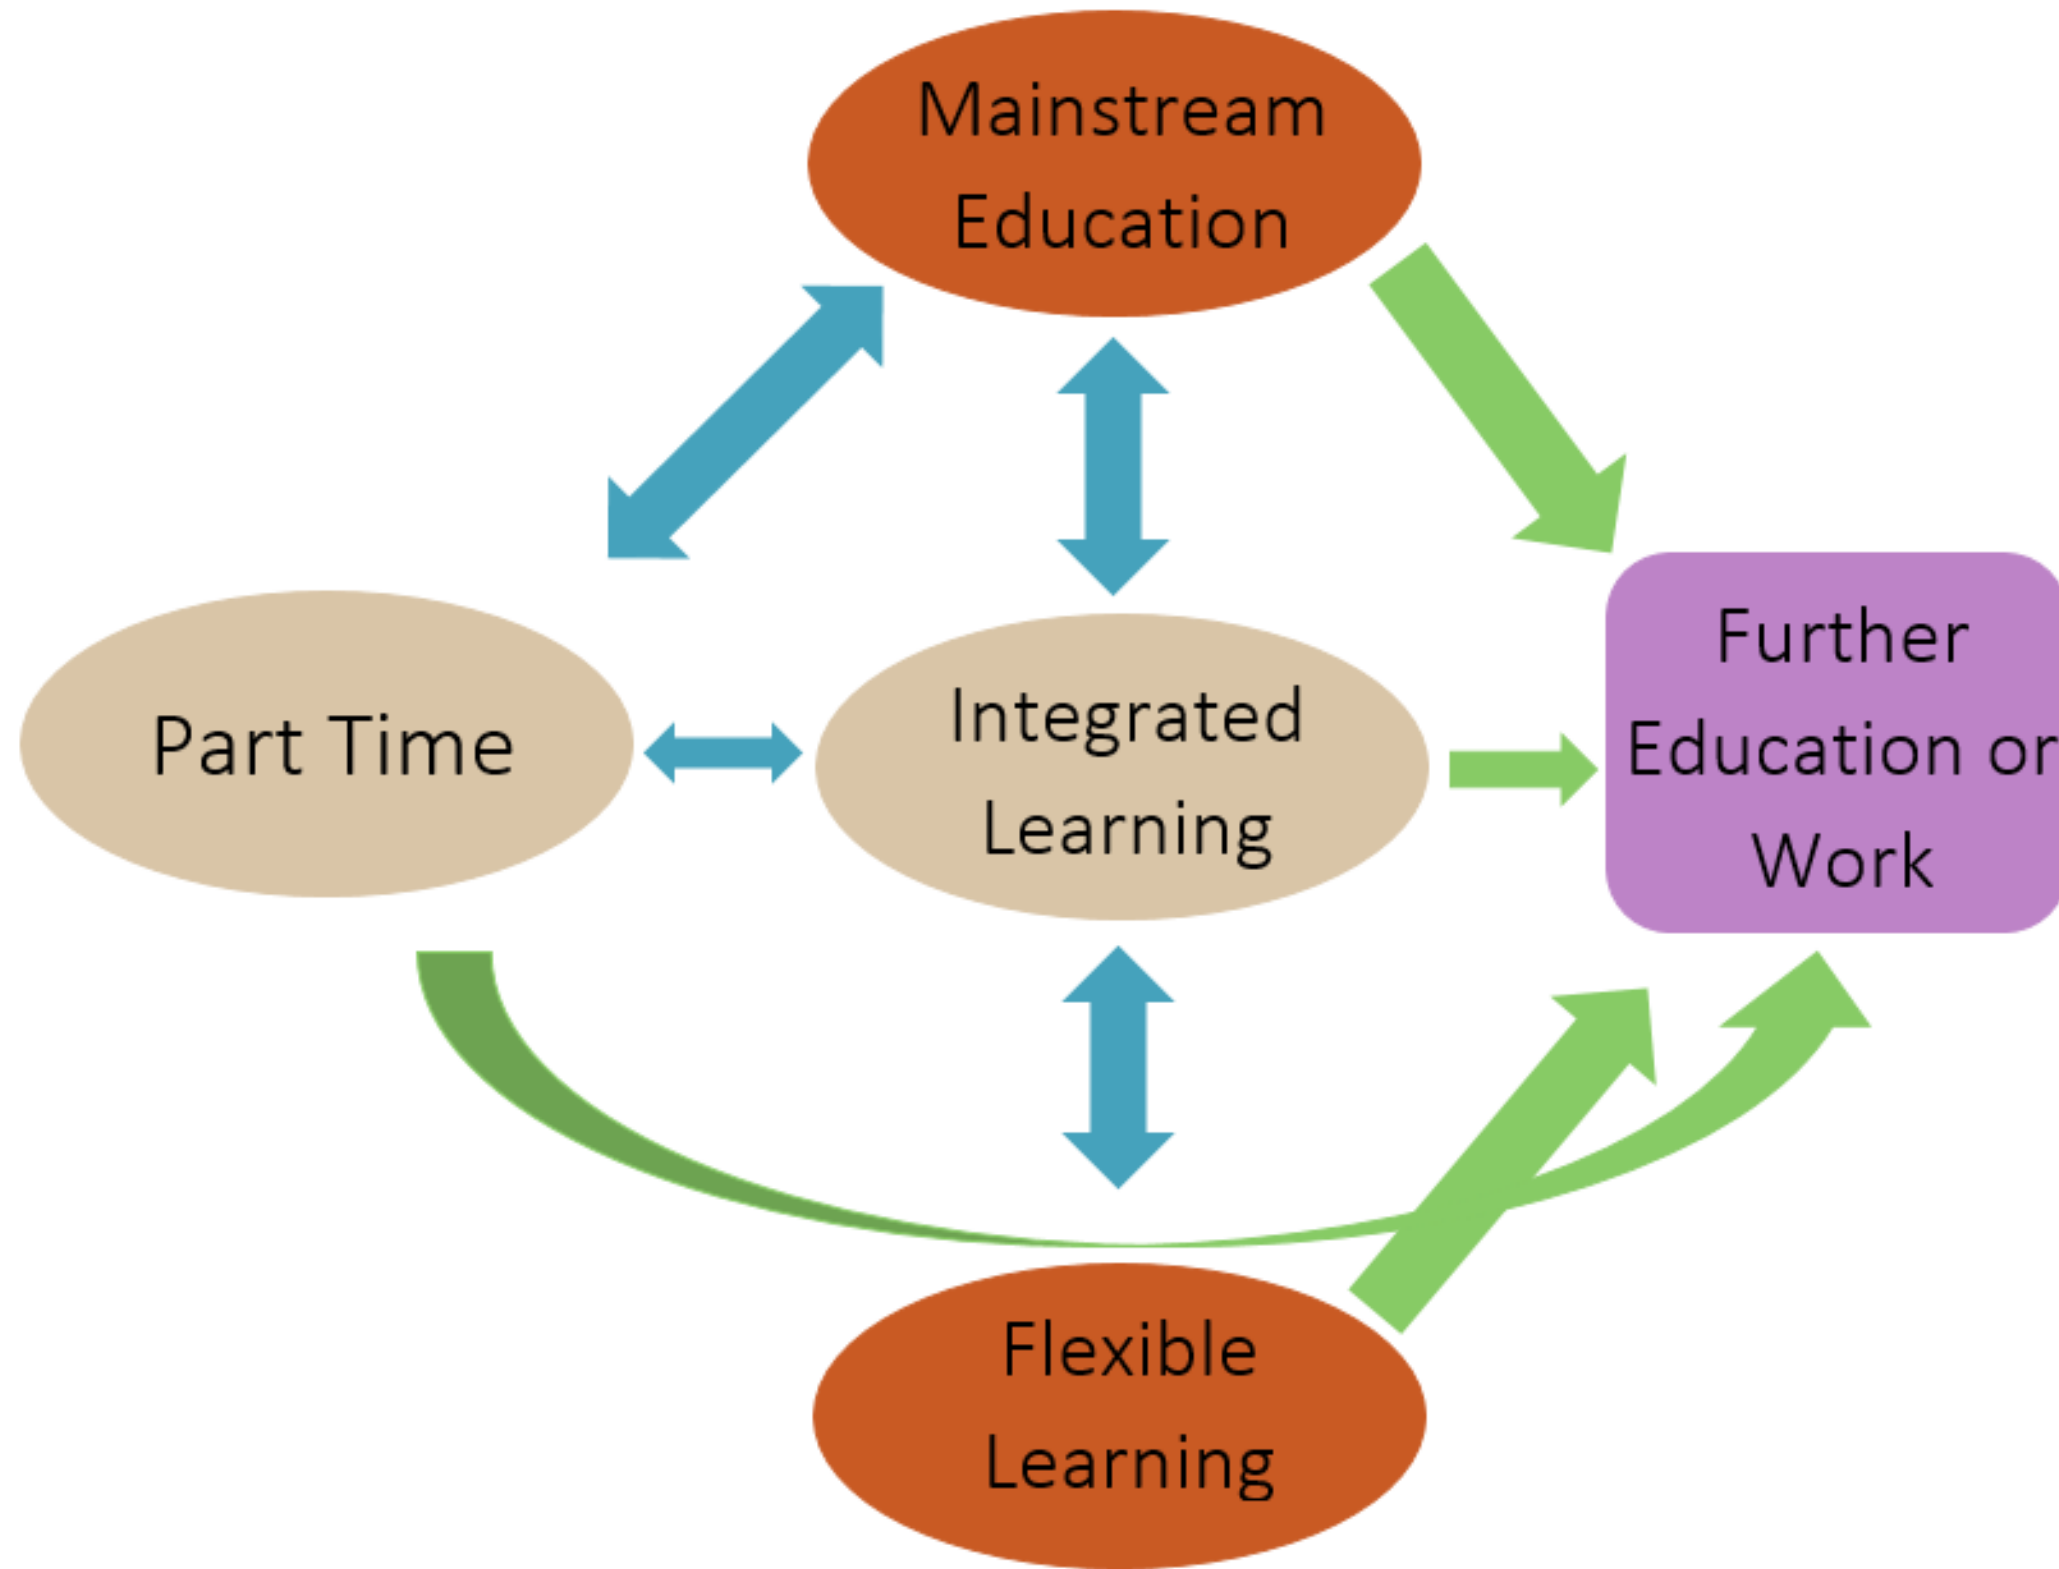 Mainstream
Education
Part Time
Integrated
Learning
Further
Education or
Work
Flexible
Learning